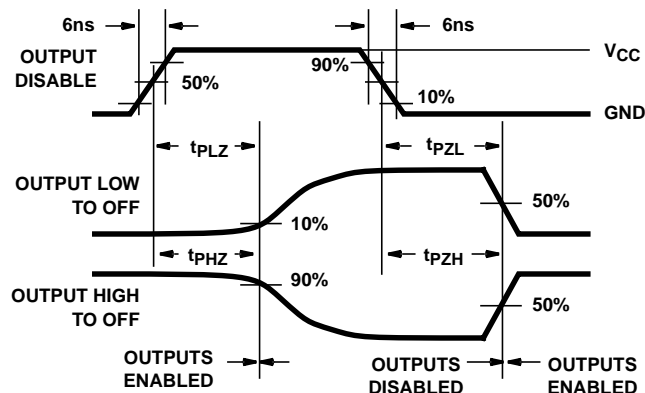 6ns
6ns
OUTPUT
DISABLE
50%
90%
10%
VCC
GND
tPLZ
tPZL
OUTPUT LOW
TO OFF
10%
50%
tPHZ
tPZH
OUTPUT HIGH
TO OFF
90%
50%
OUTPUTS
ENABLED
OUTPUTS
DISABLED
OUTPUTS
ENABLED